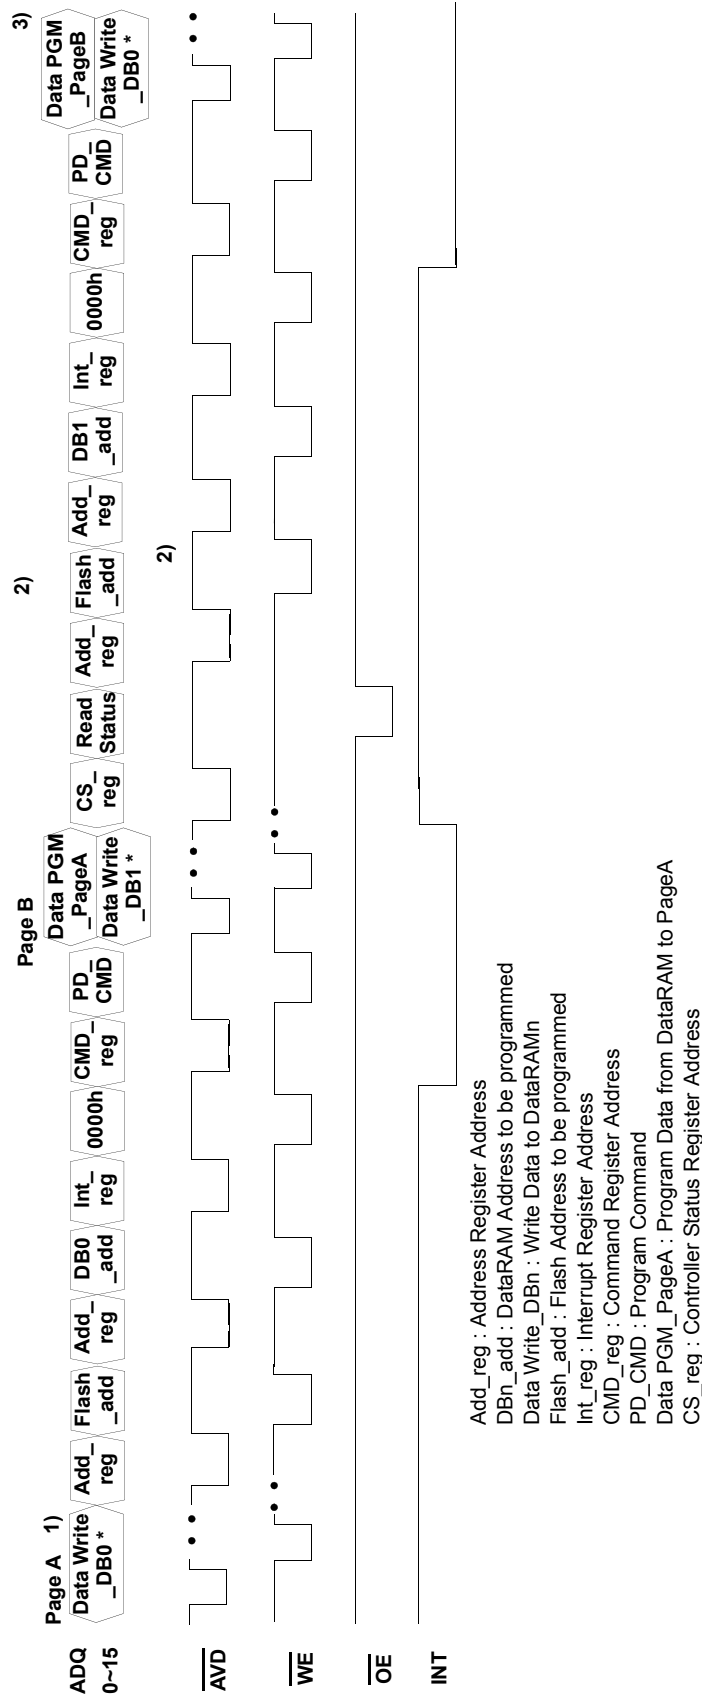 Page A 1)
Page B
2)
3)
ADQ
0~15
Data Write
_DB0 *
Add_
reg
Flash
_add
Add_
reg
DB0
_add
Int_
reg
0000h
CMD_
reg
PD_
CMD
Data PGM
_PageA
Data Write
_DB1 *
CS_
reg
Read
Status
Add_
reg
Flash
_add
Add_
reg
DB1
_add
Int_
reg
0000h
CMD_
reg
PD_
CMD
Data PGM
_PageB
Data Write
_DB0 *
2)
AVD
WE
OE
INT
Add_reg : Address Register Address
DBn_add : DataRAM Address to be programmed
Data Write_DBn : Write Data to DataRAMn
Flash_add : Flash Address to be programmed
Int_reg : Interrupt Register Address
CMD_reg : Command Register Address
PD_CMD : Program Command
Data PGM_PageA : Program Data from DataRAM to PageA
CS_reg : Controller Status Register Address